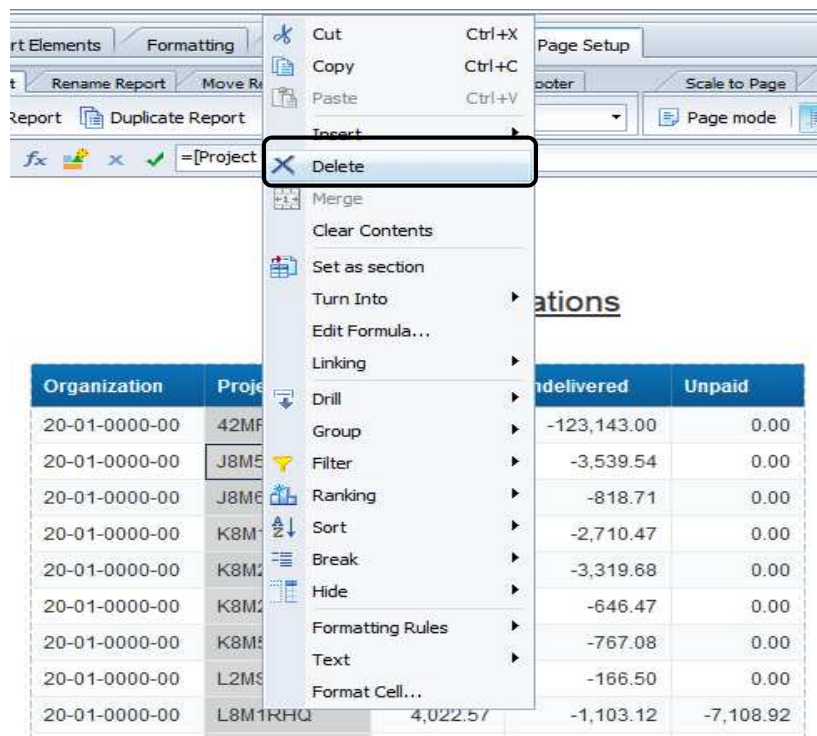 rt Elements Formatting Page Setup
Rename Report Move Re ooter Scale to Page
Report Duplicate Report Page mode
fx =[Project
Cut Ctrl+X
Copy Ctrl+C
Paste Ctrl+V
Insert
Delete
Merge
Clear Contents
Set as section
Turn Into
Edit Formula...
Linking
Drill
Group
Filter
Ranking
Sort
Break
Hide
Formatting Rules
Text
Format Cell...
ations
Organization Proje ndelivered Unpaid
20-01-0000-00 42MF -123,143.00 0.00
20-01-0000-00 J8M5 -3,539.54 0.00
20-01-0000-00 J8M6 -818.71 0.00
20-01-0000-00 K8M1 -2,710.47 0.00
20-01-0000-00 K8M2 -3,319.68 0.00
20-01-0000-00 K8M2 -646.47 0.00
20-01-0000-00 K8M5 -767.08 0.00
20-01-0000-00 L2MS -166.50 0.00
20-01-0000-00 L8M1RHQ 4,022.57 -1,103.12 -7,108.92